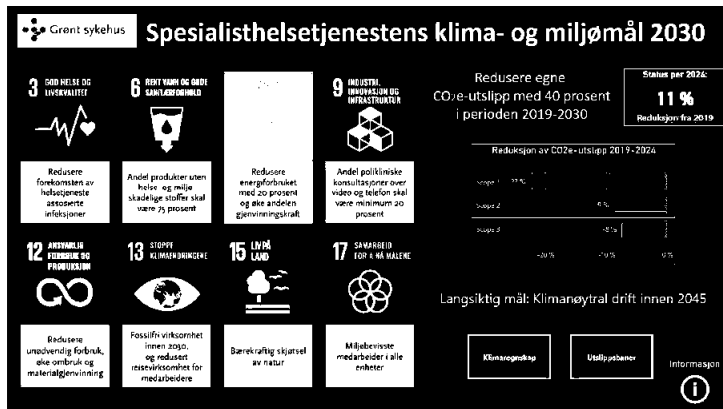 Grønt sykehus
Spesialisthelsetjenestens klima- og miljømål 2030
3 GOD HELSE OG
LIVSKVALITET
Redusere
forekomsten av
helsetjeneste
assosierte
infeksjoner
6 RENT VANN OG GODE
SANITÆRFORHOLD
Andel produkter uten
helse- og miljø
skadelige stoffer skal
være 75 prosent
Redusere
energiforbruket
med 20 prosent
og øke andelen
gjenvinningskraft
9 INDUSTRI,
INNOVASJON OG
INFRASTRUKTUR
Andel polikliniske
konsultasjoner over
video og telefon skal
være minimum 20
prosent
12 ANSVARLIG
FORBRUK OG
PRODUKSJON
Redusere
unødvendig forbruk,
øke ombruk og
materialgjenvinning
13 STOPPE
KLIMAENDRINGENE
Fossilfri virksomhet
innen 2030,
og redusert
reisevirksomhet for
medarbeidere
15 LIV PÅ
LAND
Bærekraftig skjøtsel
av natur
17 SAMARBEID
FOR Å NÅ MÅLENE
Miljøbevisste
medarbeider i alle
enheter
Redusere egne
CO2e-utslipp med 40 prosent
i perioden 2019-2030
Status per 2024:
11 %
Reduksjon fra 2019
Reduksjon av CO2e-utslipp 2019-2024
Scope 1
Scope 2
Scope 3
-20 % -10 % 0 %
Langsiktig mål: Klimanøytral drift innen 2045
Klimaregnskap
Utslippsbaner
Informasjon